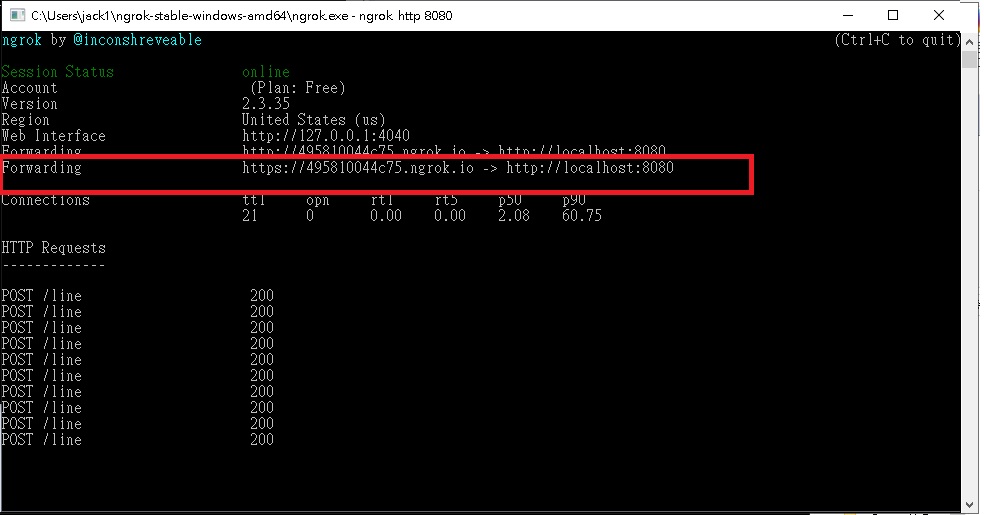 C:\Users\jack1\ngrok-stable-windows-amd64\ngrok.exe - ngrok http 8080
ngrok by @inconshreveable (Ctrl+C to quit)
Session Status online
Account (Plan: Free)
Version 2.3.35
Region United States (us)
Web Interface http://127.0.0.1:4040
Forwarding http://495810044c75.ngrok.io -> http://localhost:8080
Forwarding https://495810044c75.ngrok.io -> http://localhost:8080
Connections ttl opn rt1 rt5 p50 p90
21 0 0.00 0.00 2.08 60.75
HTTP Requests
-------------
POST /line 200
POST /line 200
POST /line 200
POST /line 200
POST /line 200
POST /line 200
POST /line 200
POST /line 200
POST /line 200
POST /line 200